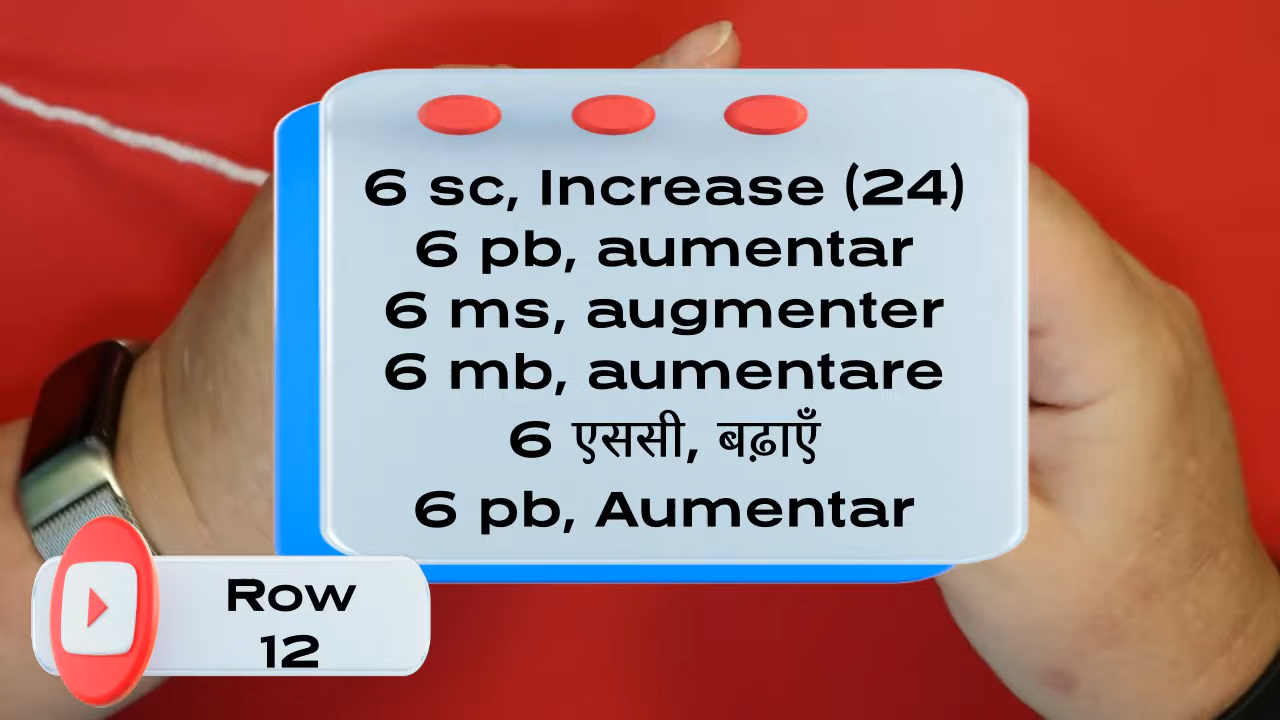 6 sc, Increase (24)
6 pb, aumentar
6 ms, augmenter
6 mb, aumentare
6 एससी, बढ़ाएँ
6 pb, Aumentar
Row
12